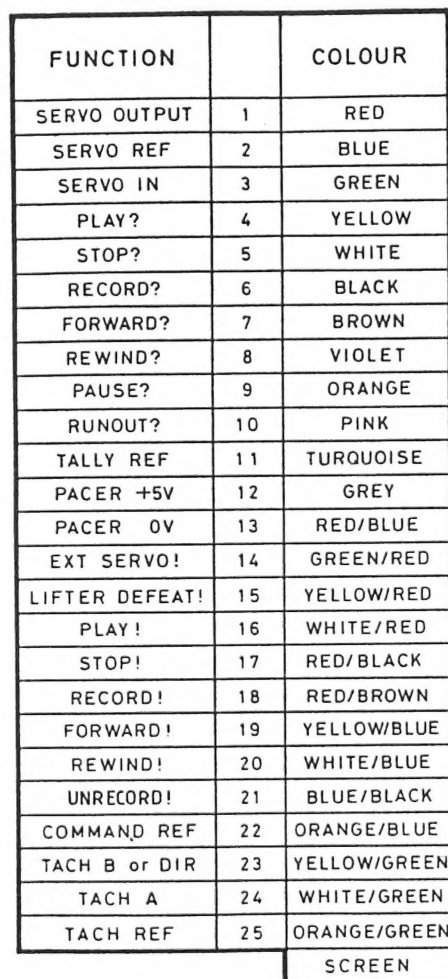 FUNCTION COLOUR
SERVO OUTPUT 1 RED
SERVO REF 2 BLUE
SERVO IN 3 GREEN
PLAY? 4 YELLOW
STOP? 5 WHITE
RECORD? 6 BLACK
FORWARD? 7 BROWN
REWIND? 8 VIOLET
PAUSE? 9 ORANGE
RUNOUT? 10 PINK
TALLY REF 11 TURQUOISE
PACER +5V 12 GREY
PACER 0V 13 RED/BLUE
EXT SERVO! 14 GREEN/RED
LIFTER DEFEAT! 15 YELLOW/RED
PLAY! 16 WHITE/RED
STOP! 17 RED/BLACK
RECORD! 18 RED/BROWN
FORWARD! 19 YELLOW/BLUE
REWIND! 20 WHITE/BLUE
UNRECORD! 21 BLUE/BLACK
COMMAND REF 22 ORANGE/BLUE
TACH B or DIR 23 YELLOW/GREEN
TACH A 24 WHITE/GREEN
TACH REF 25 ORANGE/GREEN
SCREEN